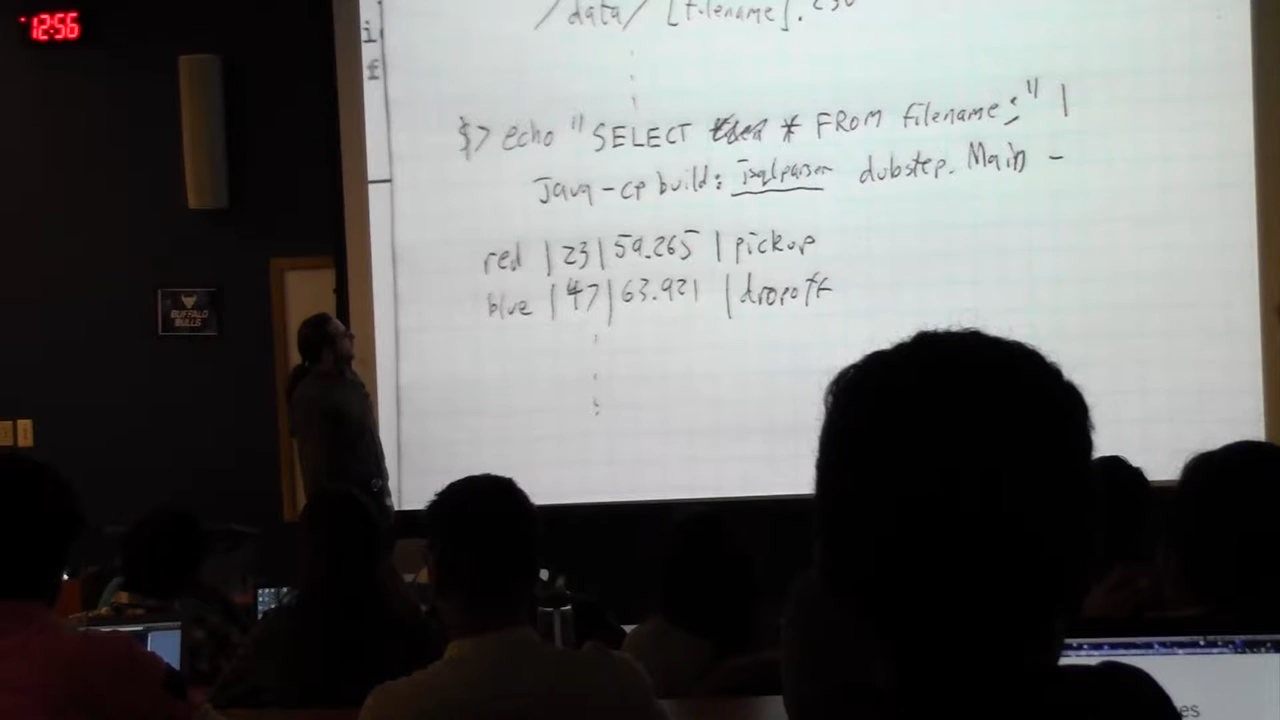 12:56
i
f
/data/ [filename].csv
$> echo "SELECT * FROM filename;" |
Java -cp build: jsqlparser dubstep. Main -
red | 23 | 59.265 | pickup
blue | 47 | 63.921 | dropoff
BUFFALO
BULLS
es